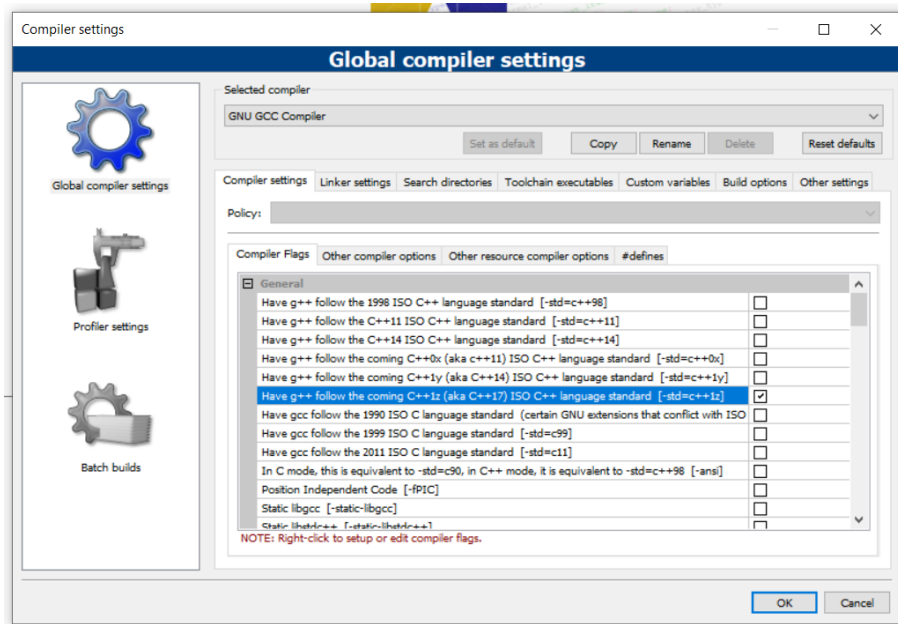 Compiler settings
Global compiler settings
Global compiler settings
Profiler settings
Batch builds
Selected compiler
GNU GCC Compiler
Set as default Copy Rename Delete Reset defaults
Compiler settings Linker settings Search directories Toolchain executables Custom variables Build options Other settings
Policy:
Compiler Flags Other compiler options Other resource compiler options #defines
General
Have g++ follow the 1998 ISO C++ language standard [-std=c++98]
Have g++ follow the C++11 ISO C++ language standard [-std=c++11]
Have g++ follow the C++14 ISO C++ language standard [-std=c++14]
Have g++ follow the coming C++0x (aka c++11) ISO C++ language standard [-std=c++0x]
Have g++ follow the coming C++1y (aka C++14) ISO C++ language standard [-std=c++1y]
Have g++ follow the coming C++1z (aka C++17) ISO C++ language standard [-std=c++1z]
Have gcc follow the 1990 ISO C language standard (certain GNU extensions that conflict with ISO
Have gcc follow the 1999 ISO C language standard [-std=c99]
Have gcc follow the 2011 ISO C language standard [-std=c11]
In C mode, this is equivalent to -std=c90, in C++ mode, it is equivalent to -std=c++98 [-ansi]
Position Independent Code [-fPIC]
Static libgcc [-static-libgcc]
Static libstdc++ [-static-libstdc++]
NOTE: Right-click to setup or edit compiler flags.
OK Cancel